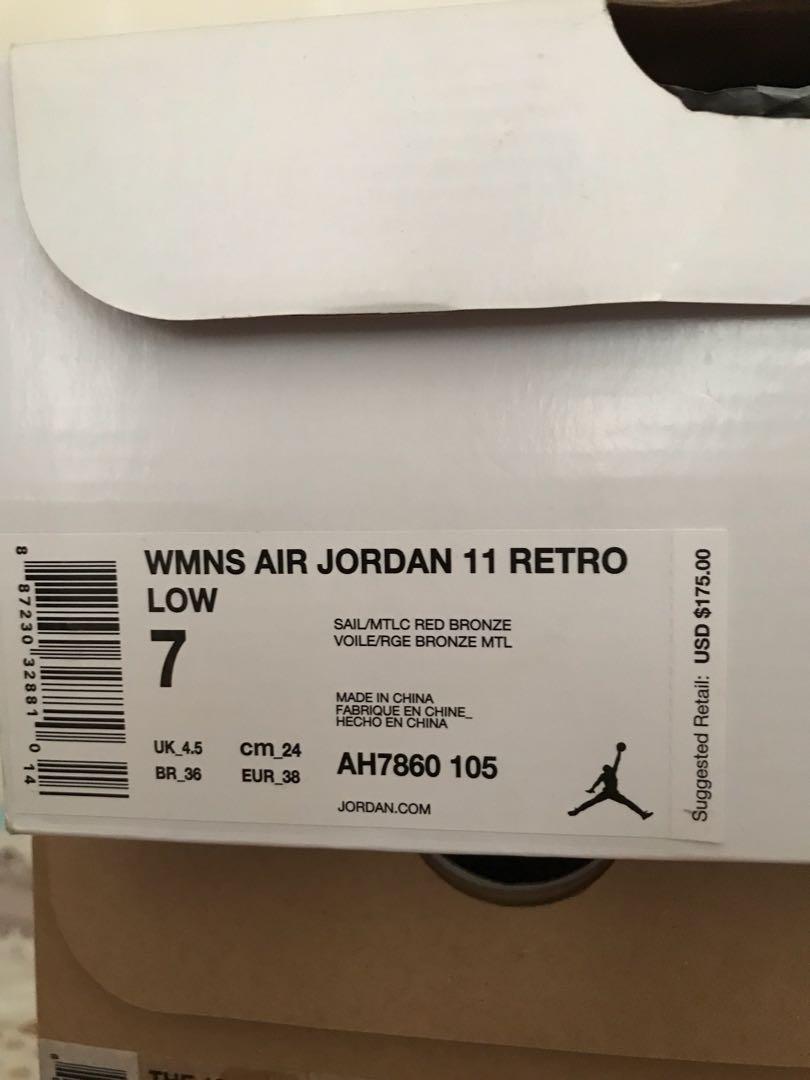 WMNS AIR JORDAN 11 RETRO
LOW
7
SAIL/MTLC RED BRONZE
VOILE/RGE BRONZE MTL
MADE IN CHINA
FABRIQUE EN CHINE_
HECHO EN CHINA
UK_4.5 cm_24
BR_36 EUR_38
AH7860 105
JORDAN.COM
Suggested Retail: USD $175.00
8 87230 32881 0 14
THE